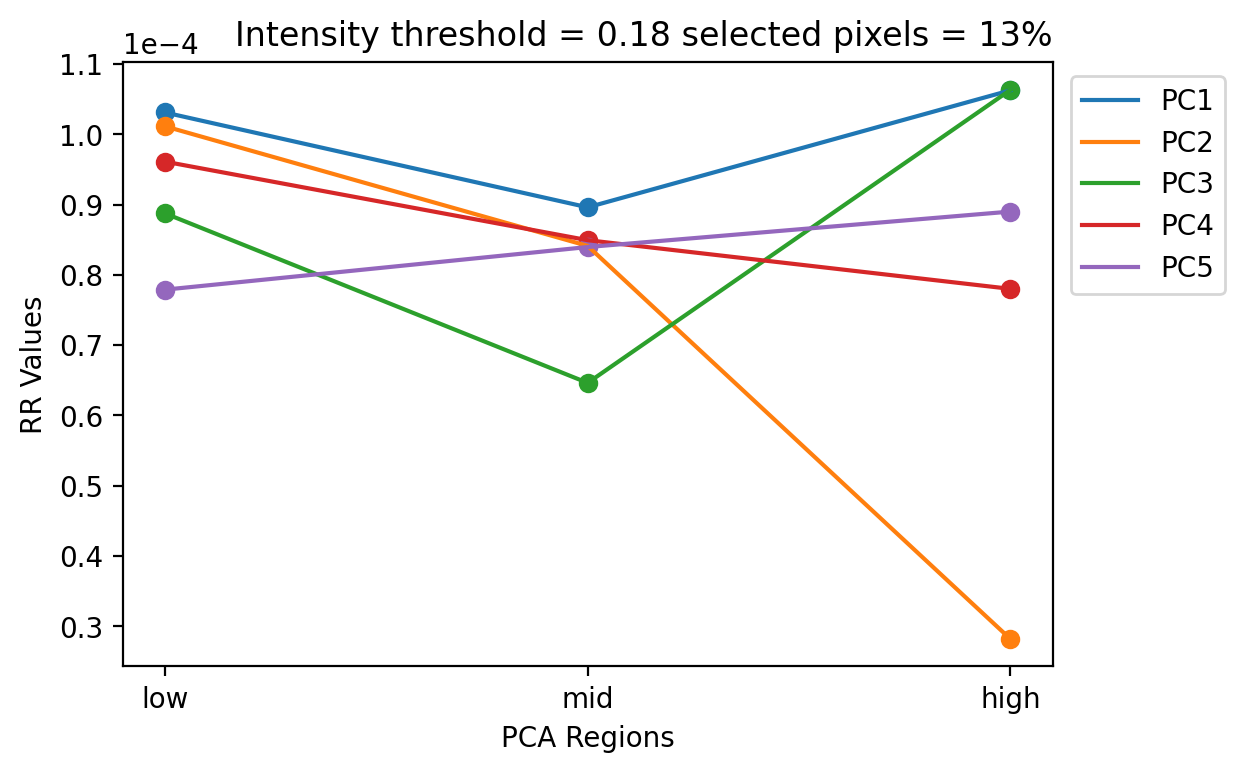 Intensity threshold = 0.18 selected pixels = 13%
1e−4
1.1
1.0
0.9
0.8
0.7
0.6
0.5
0.4
0.3
RR Values
low mid high
PCA Regions
PC1
PC2
PC3
PC4
PC5